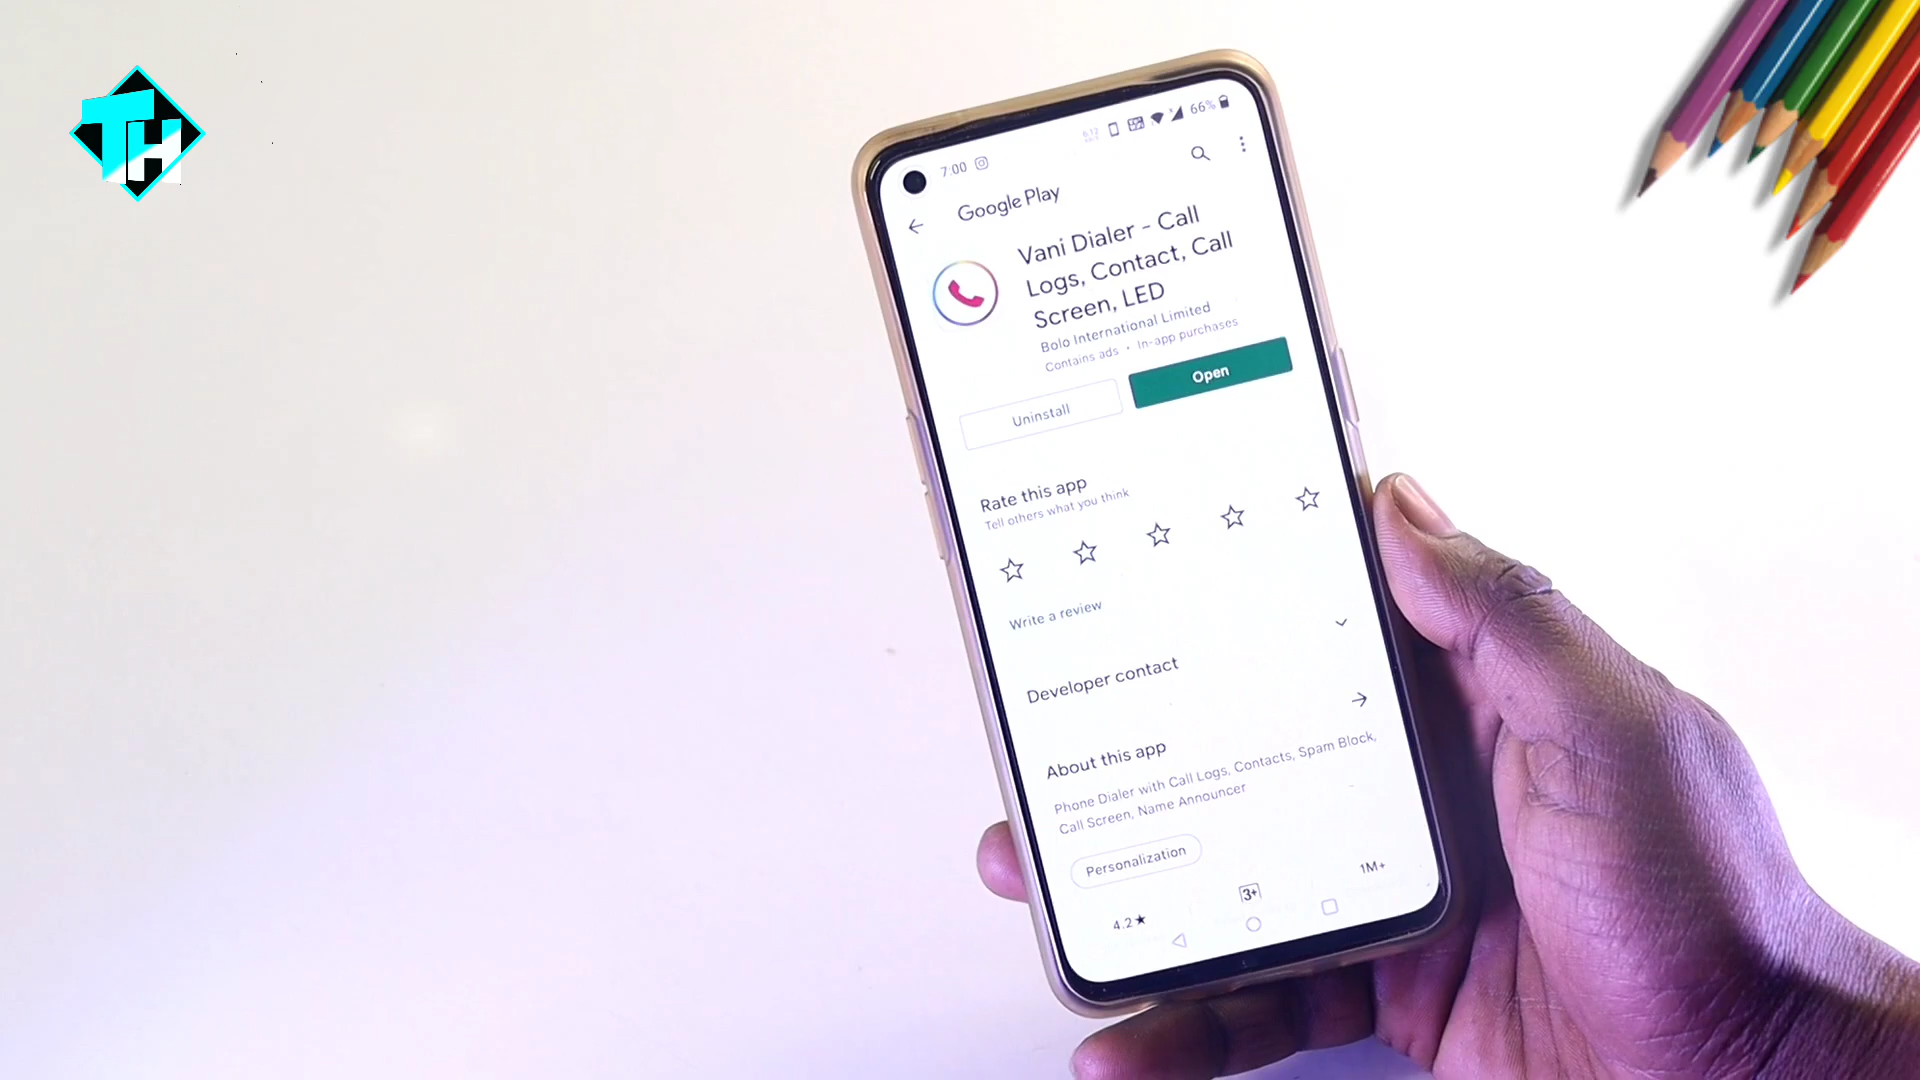 TH
7:00
66%
Google Play
Vani Dialer - Call
Logs, Contact, Call
Screen, LED
Bolo International Limited
Contains ads • In-app purchases
Uninstall
Open
Rate this app
Tell others what you think
Write a review
Developer contact
About this app
Phone Dialer with Call Logs, Contacts, Spam Block,
Call Screen, Name Announcer
Personalization
4.2★
3+
1M+